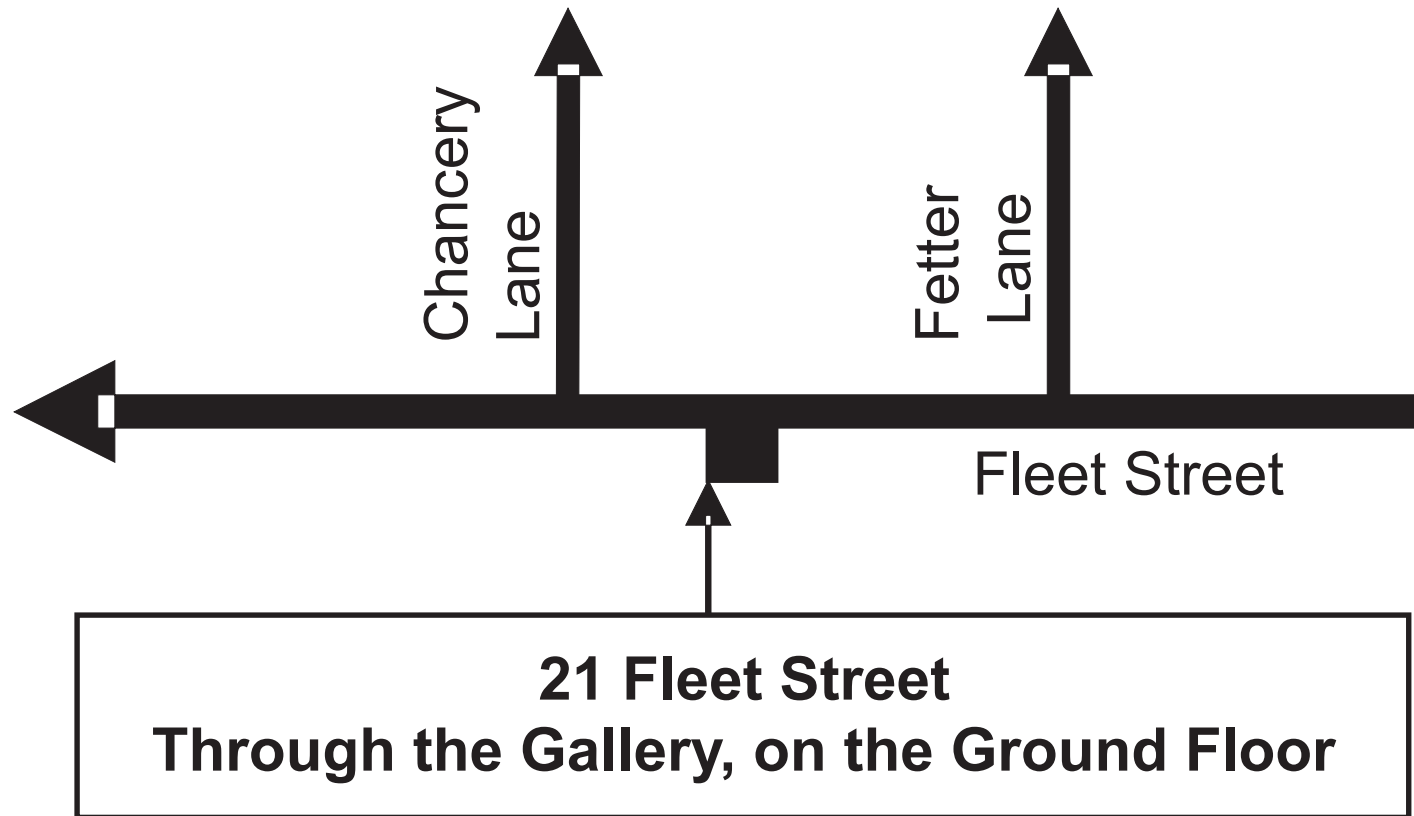 Chancery
Lane
Fetter
Lane
Fleet Street
21 Fleet Street
Through the Gallery, on the Ground Floor